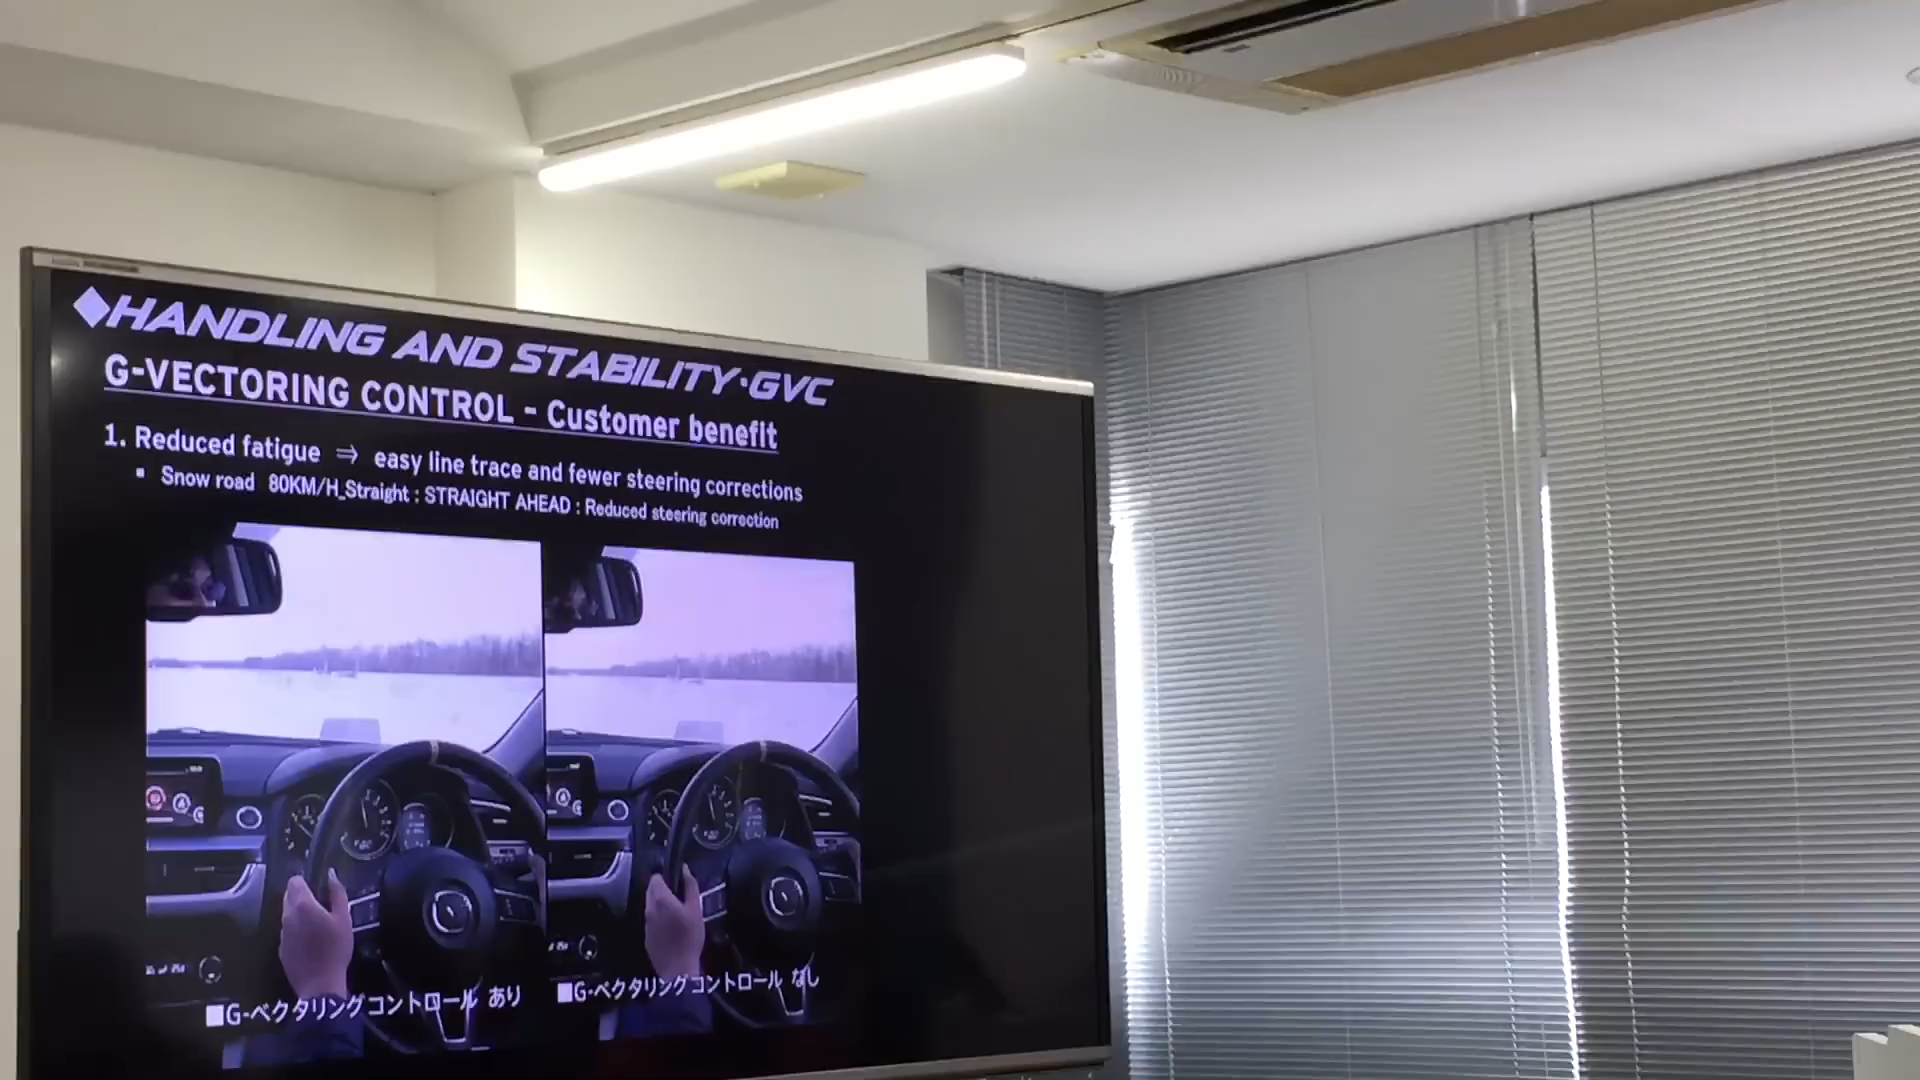 ◆HANDLING AND STABILITY・GVC
G-VECTORING CONTROL - Customer benefit
1. Reduced fatigue ⇒ easy line trace and fewer steering corrections
▪ Snow road 80KM/H_Straight : STRAIGHT AHEAD : Reduced steering correction
■G-ベクタリングコントロール あり
■G-ベクタリングコントロール なし